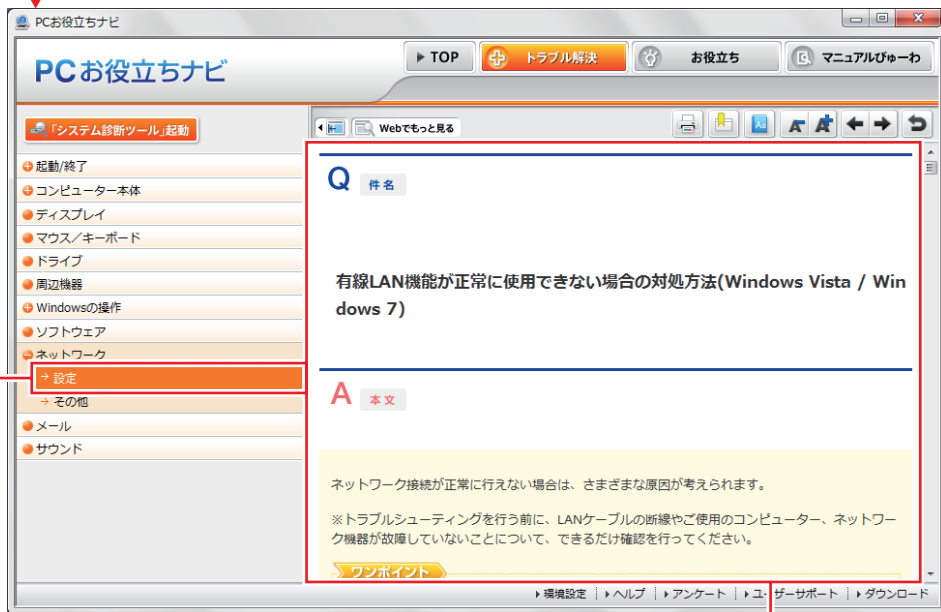 PCお役立ちナビ
PCお役立ちナビ
TOP
トラブル解決
お役立ち
マニュアルびゅーわ
「システム診断ツール」起動
Webでもっと見る
起動/終了
コンピューター本体
ディスプレイ
マウス／キーボード
ドライブ
周辺機器
Windowsの操作
ソフトウェア
ネットワーク
→ 設定
→ その他
メール
サウンド
Q 件名
有線LAN機能が正常に使用できない場合の対処方法(Windows Vista / Win
dows 7)
A 本文
ネットワーク接続が正常に行えない場合は、さまざまな原因が考えられます。
※トラブルシューティングを行う前に、LANケーブルの断線やご使用のコンピューター、ネットワー
ク機器が故障していないことについて、できるだけ確認を行ってください。
ワンポイント
環境設定
ヘルプ
アンケート
ユーザーサポート
ダウンロード